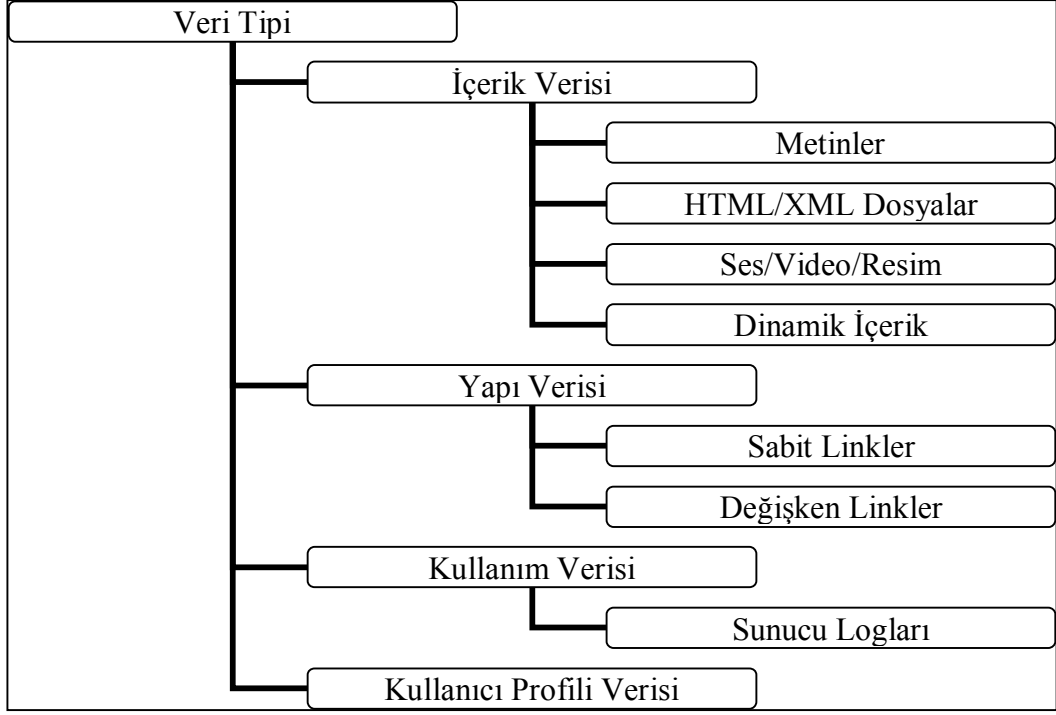 Veri Tipi
İçerik Verisi
Metinler
HTML/XML Dosyalar
Ses/Video/Resim
Dinamik İçerik
Yapı Verisi
Sabit Linkler
Değişken Linkler
Kullanım Verisi
Sunucu Logları
Kullanıcı Profili Verisi